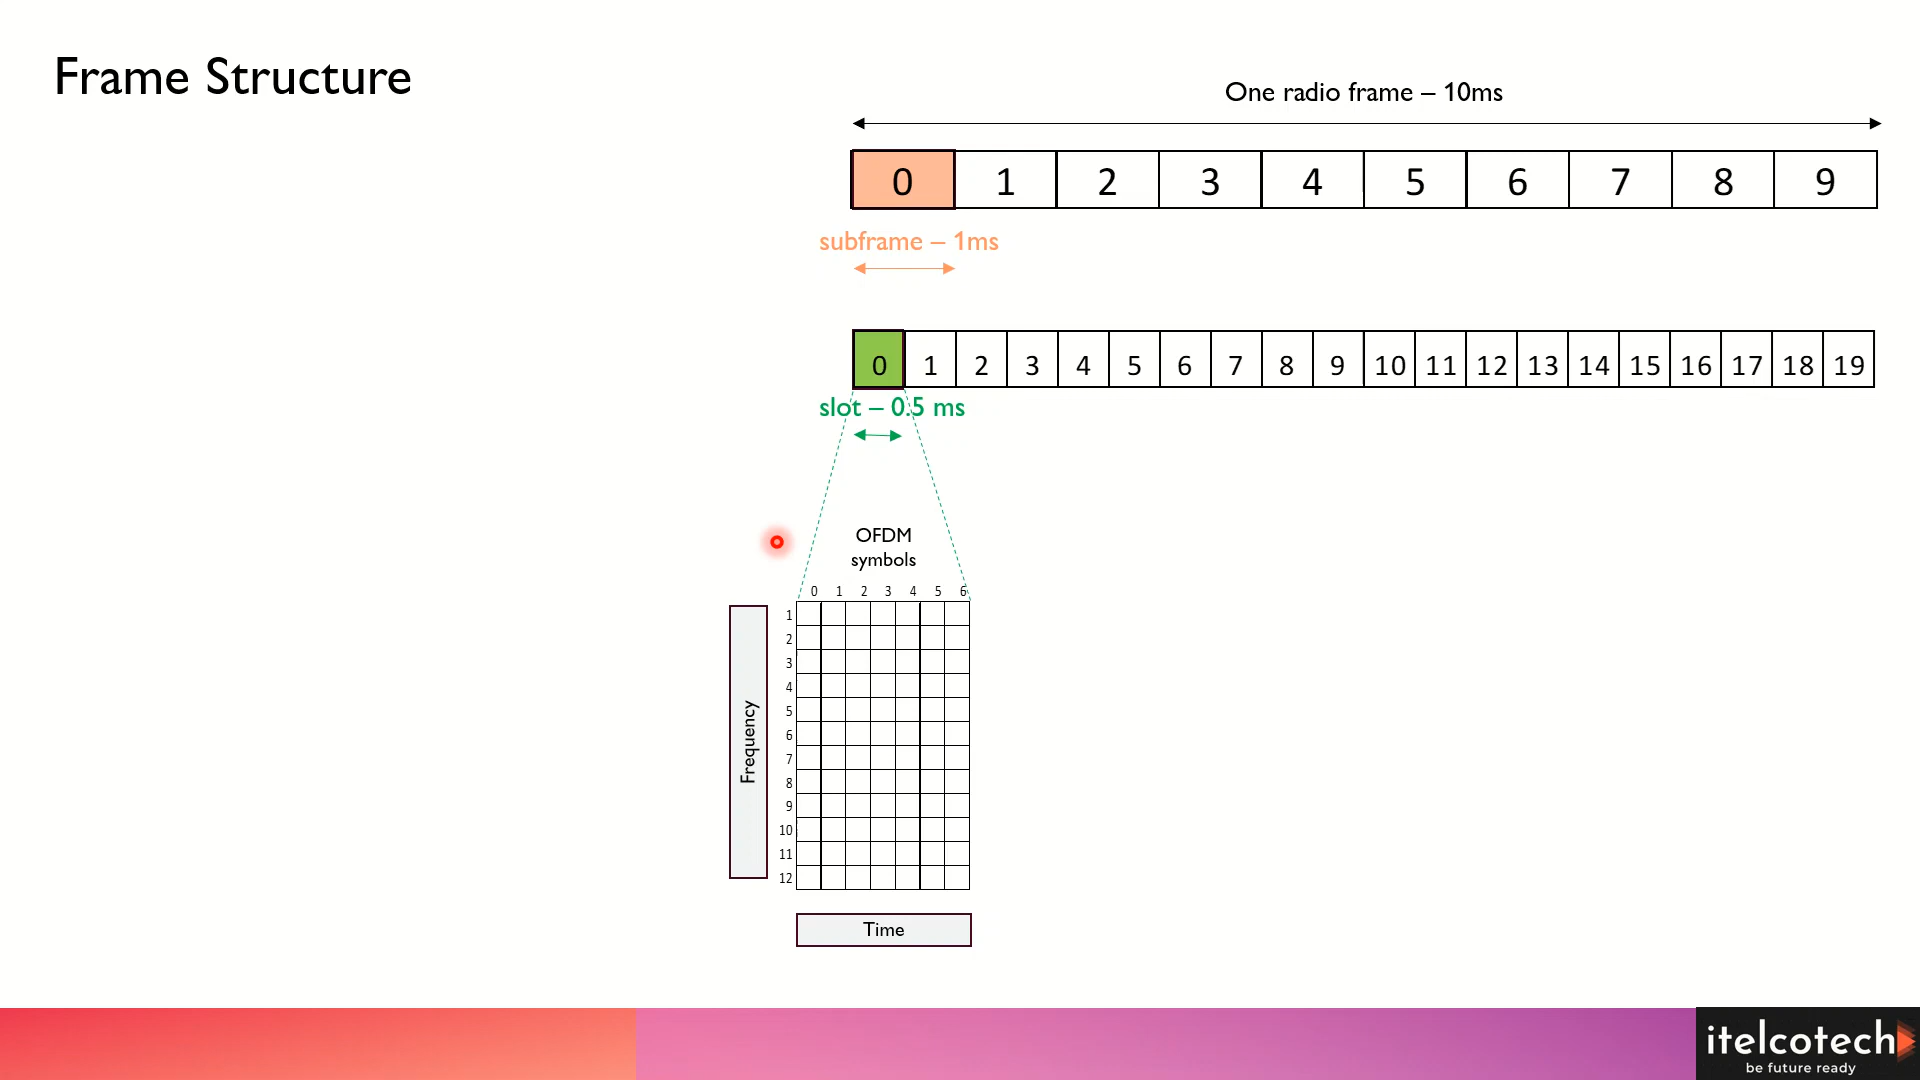 Frame Structure
One radio frame – 10ms
0 1 2 3 4 5 6 7 8 9
subframe – 1ms
0 1 2 3 4 5 6 7 8 9 10 11 12 13 14 15 16 17 18 19
slot – 0.5 ms
OFDM
symbols
0 1 2 3 4 5 6
1
2
3
4
5
6
7
8
9
10
11
12
Frequency
Time
itelcotech
be future ready